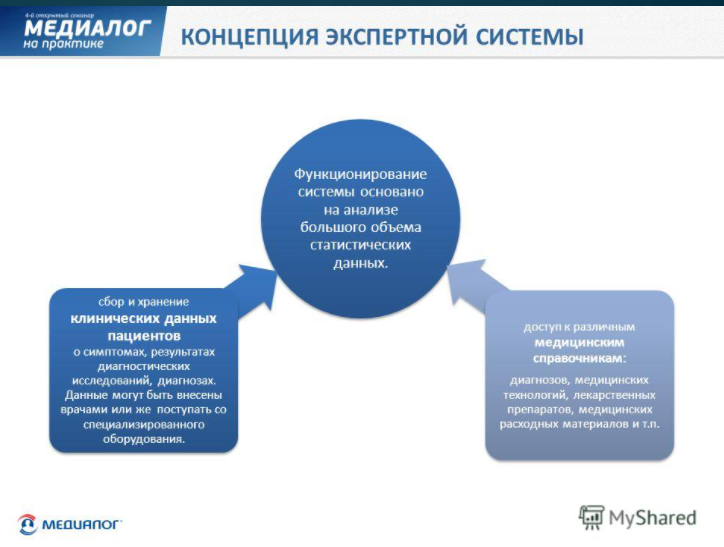 4-й открытый семинар
МЕДИАЛОГ
на практике
КОНЦЕПЦИЯ ЭКСПЕРТНОЙ СИСТЕМЫ
Функционирование
системы основано
на анализе
большого объема
статистических
данных.
сбор и хранение
клинических данных
пациентов
о симптомах, результатах
диагностических
исследований, диагнозах.
Данные могут быть внесены
врачами или же поступать со
специализированного
оборудования.
доступ к различным
медицинским
справочникам:
диагнозов, медицинских
технологий, лекарственных
препаратов, медицинских
расходных материалов и т.п.
МЕДИАЛОГ
MyShared